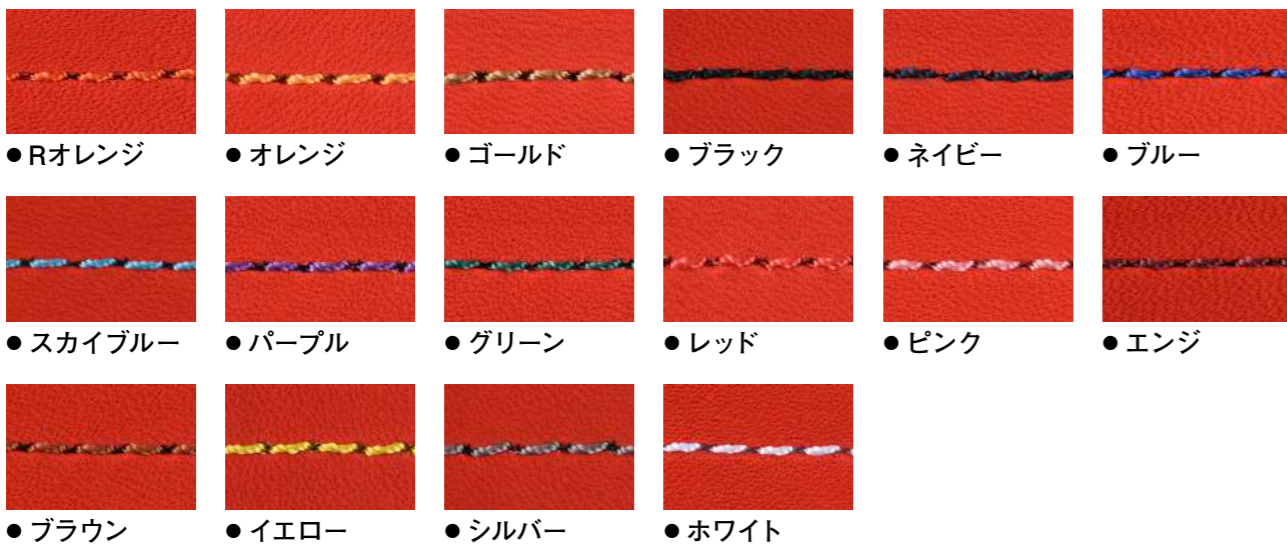 ● Rオレンジ ● オレンジ ● ゴールド ● ブラック ● ネイビー ● ブルー
● スカイブルー ● パープル ● グリーン ● レッド ● ピンク ● エンジ
● ブラウン ● イエロー ● シルバー ● ホワイト